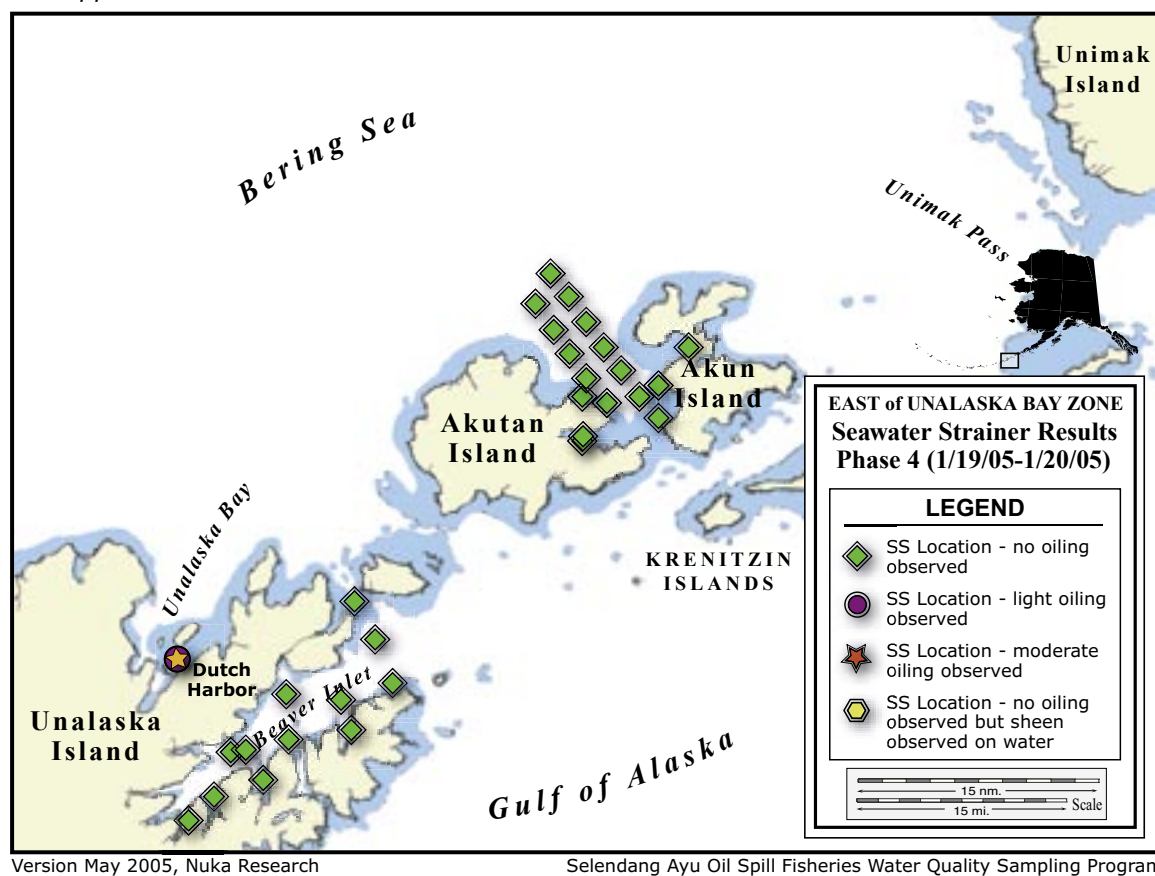 Unimak
Island
Bering Sea
Unimak Pass
Akun
Island
Akutan
Island
EAST of UNALASKA BAY ZONE
Seawater Strainer Results
Phase 4 (1/19/05-1/20/05)
LEGEND
SS Location - no oiling
observed
SS Location - light oiling
observed
SS Location - moderate
oiling observed
SS Location - no oiling
observed but sheen
observed on water
15 nm.
15 mi.
Scale
Unalaska Bay
KRENITZIN
ISLANDS
Dutch
Harbor
Beaver Inlet
Unalaska
Island
Gulf of Alaska
Version May 2005, Nuka Research
Selendang Ayu Oil Spill Fisheries Water Quality Sampling Program